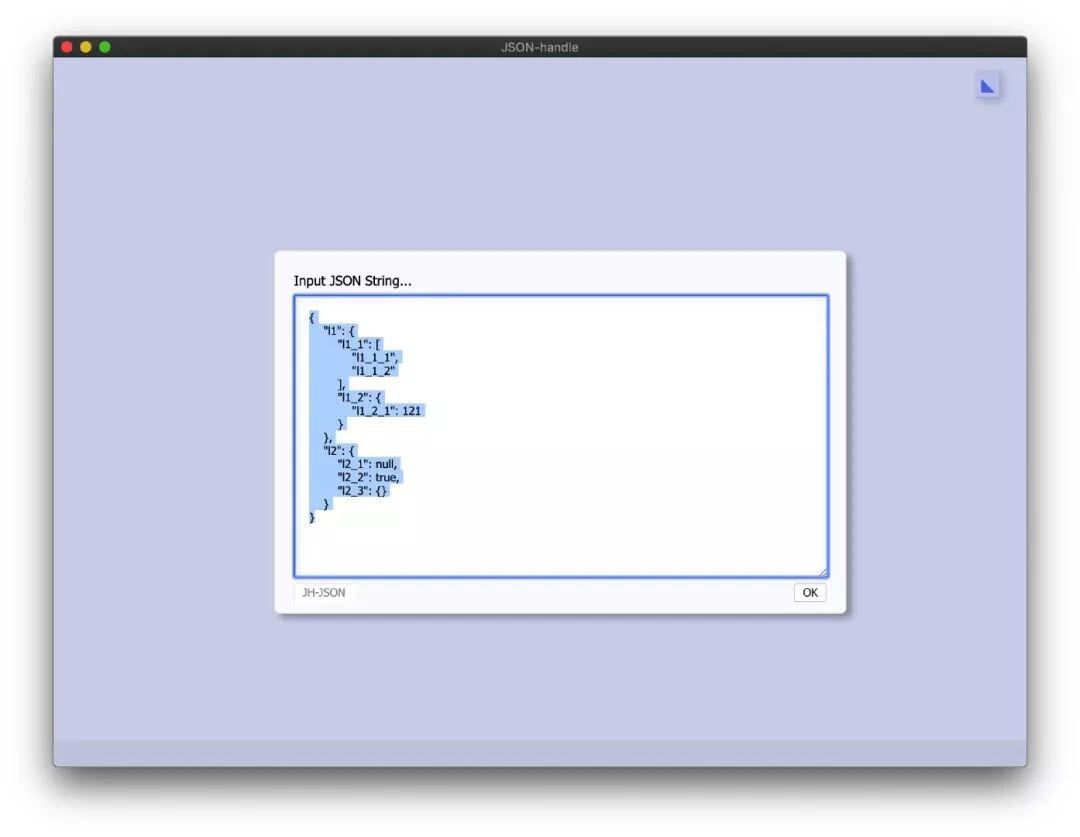 JSON-handle
Input JSON String...
{
"l1": {
"l1_1": [
"l1_1_1",
"l1_1_2"
],
"l1_2": {
"l1_2_1": 121
}
},
"l2": {
"l2_1": null,
"l2_2": true,
"l2_3": {}
}
}
JH-JSON
OK